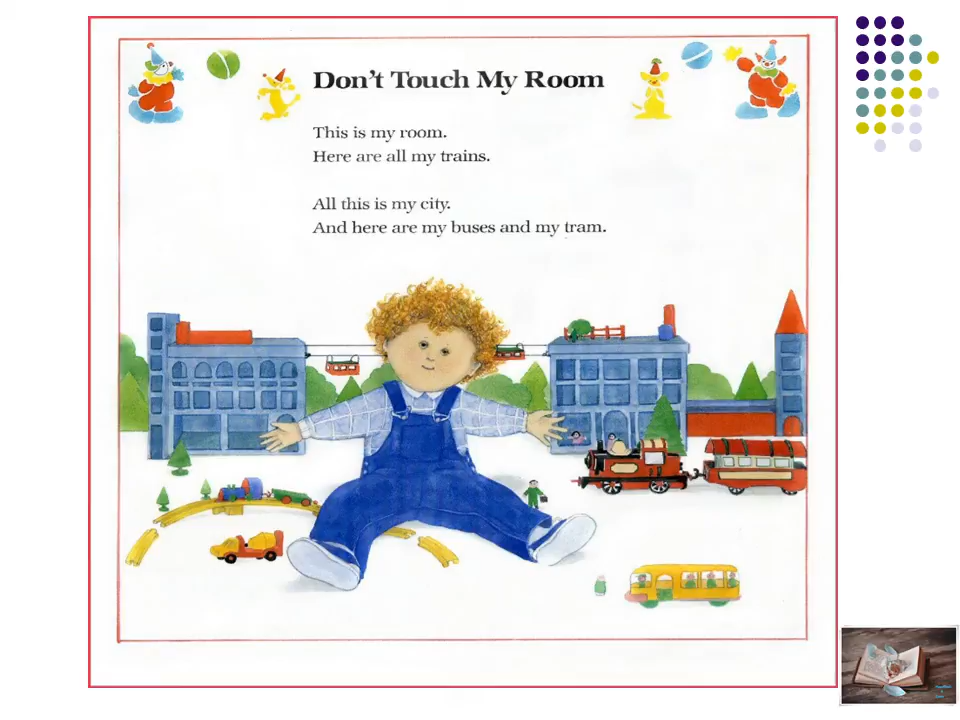 Don't Touch My Room
This is my room.
Here are all my trains.
All this is my city.
And here are my buses and my tram.